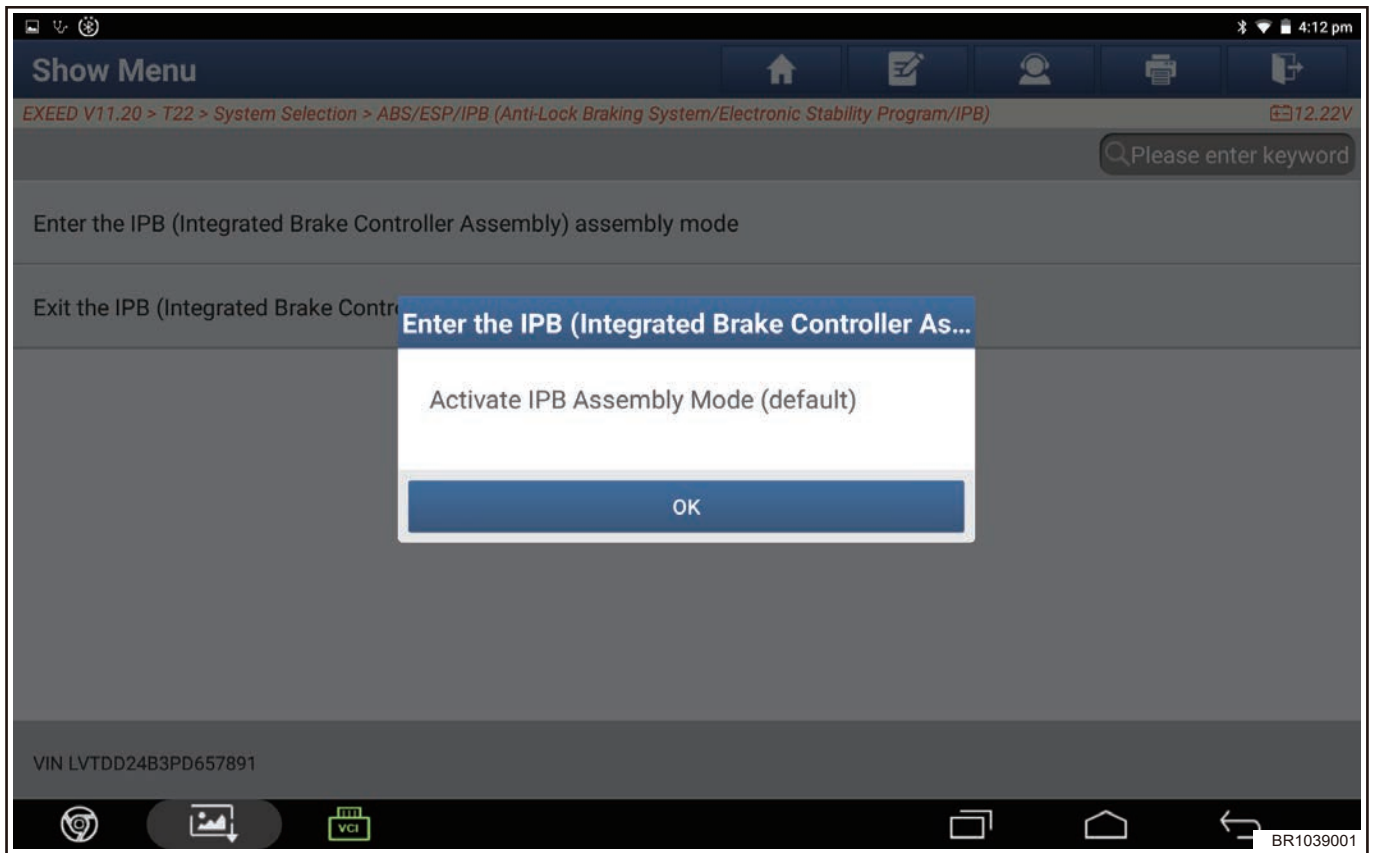 4:12 pm
Show Menu
EXEED V11.20 > T22 > System Selection > ABS/ESP/IPB (Anti-Lock Braking System/Electronic Stability Program/IPB)
12.22V
Please enter keyword
Enter the IPB (Integrated Brake Controller Assembly) assembly mode
Exit the IPB (Integrated Brake Contr
Enter the IPB (Integrated Brake Controller As...
Activate IPB Assembly Mode (default)
OK
VIN LVTDD24B3PD657891
VCI
BR1039001